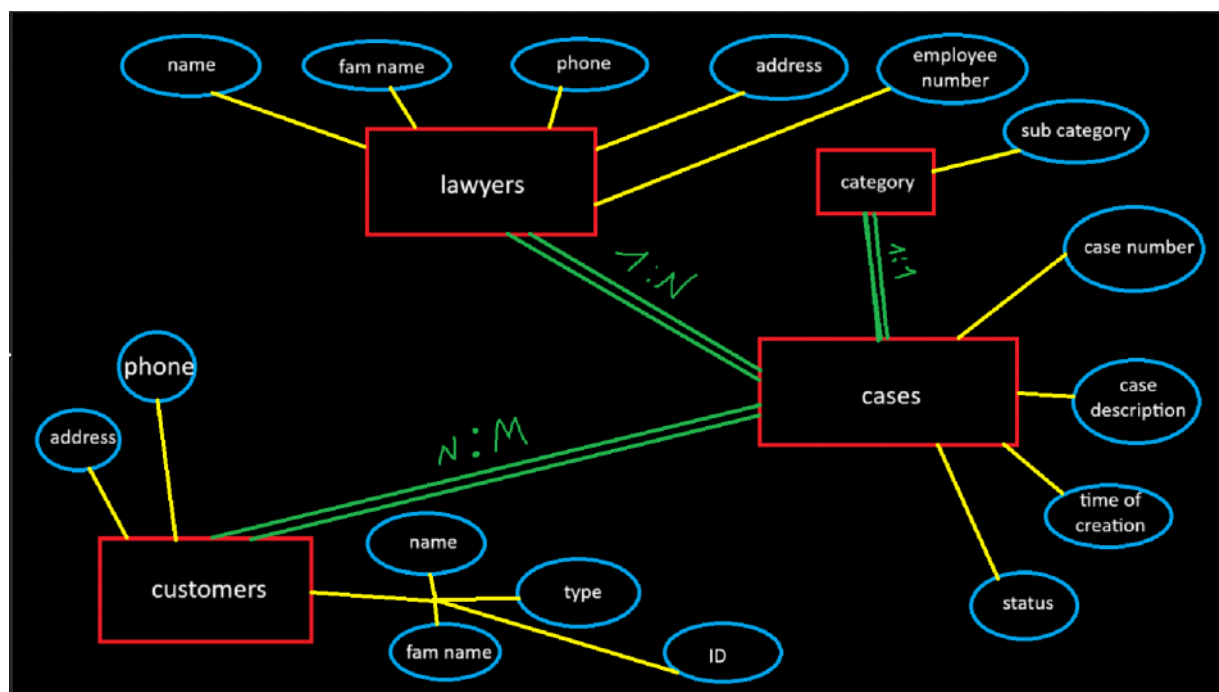 name
fam name
phone
address
employee
number
sub category
lawyers
category
case number
1:N
1:1
phone
address
cases
case
description
N:M
time of
creation
name
customers
type
status
fam name
ID